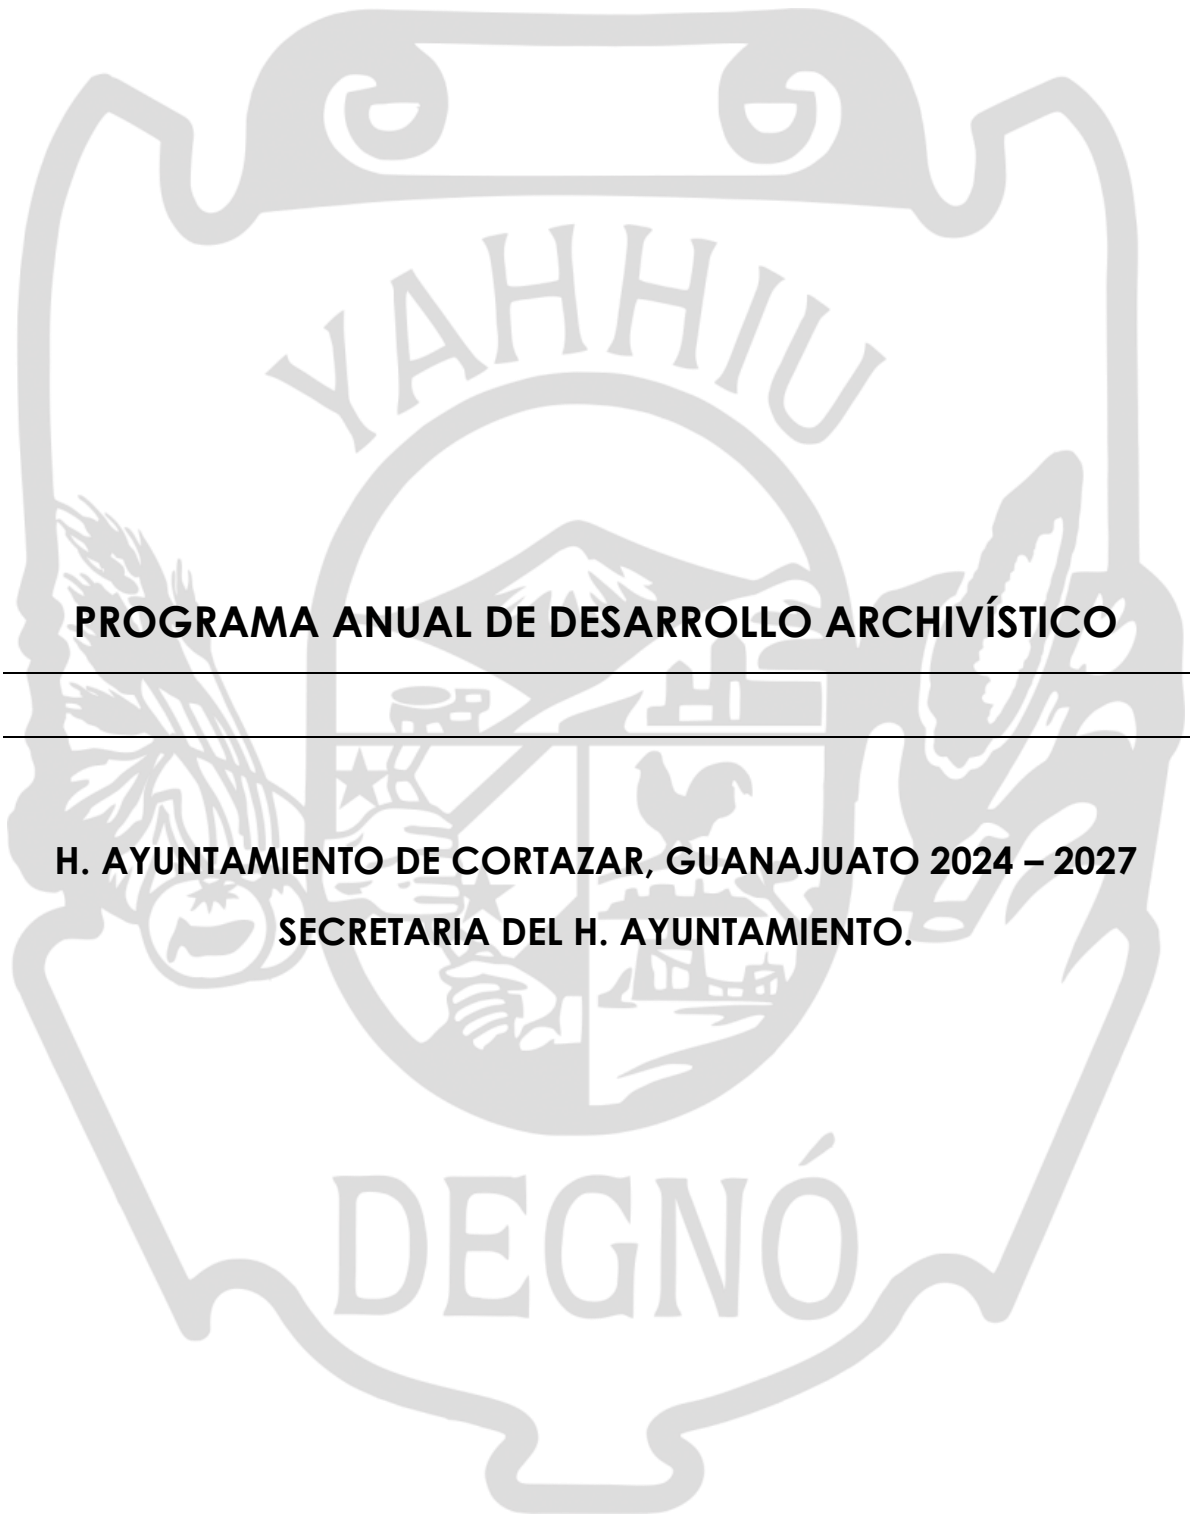 YAHHIU
PROGRAMA ANUAL DE DESARROLLO ARCHIVÍSTICO
H. AYUNTAMIENTO DE CORTAZAR, GUANAJUATO 2024 – 2027
SECRETARIA DEL H. AYUNTAMIENTO.
DEGNÓ